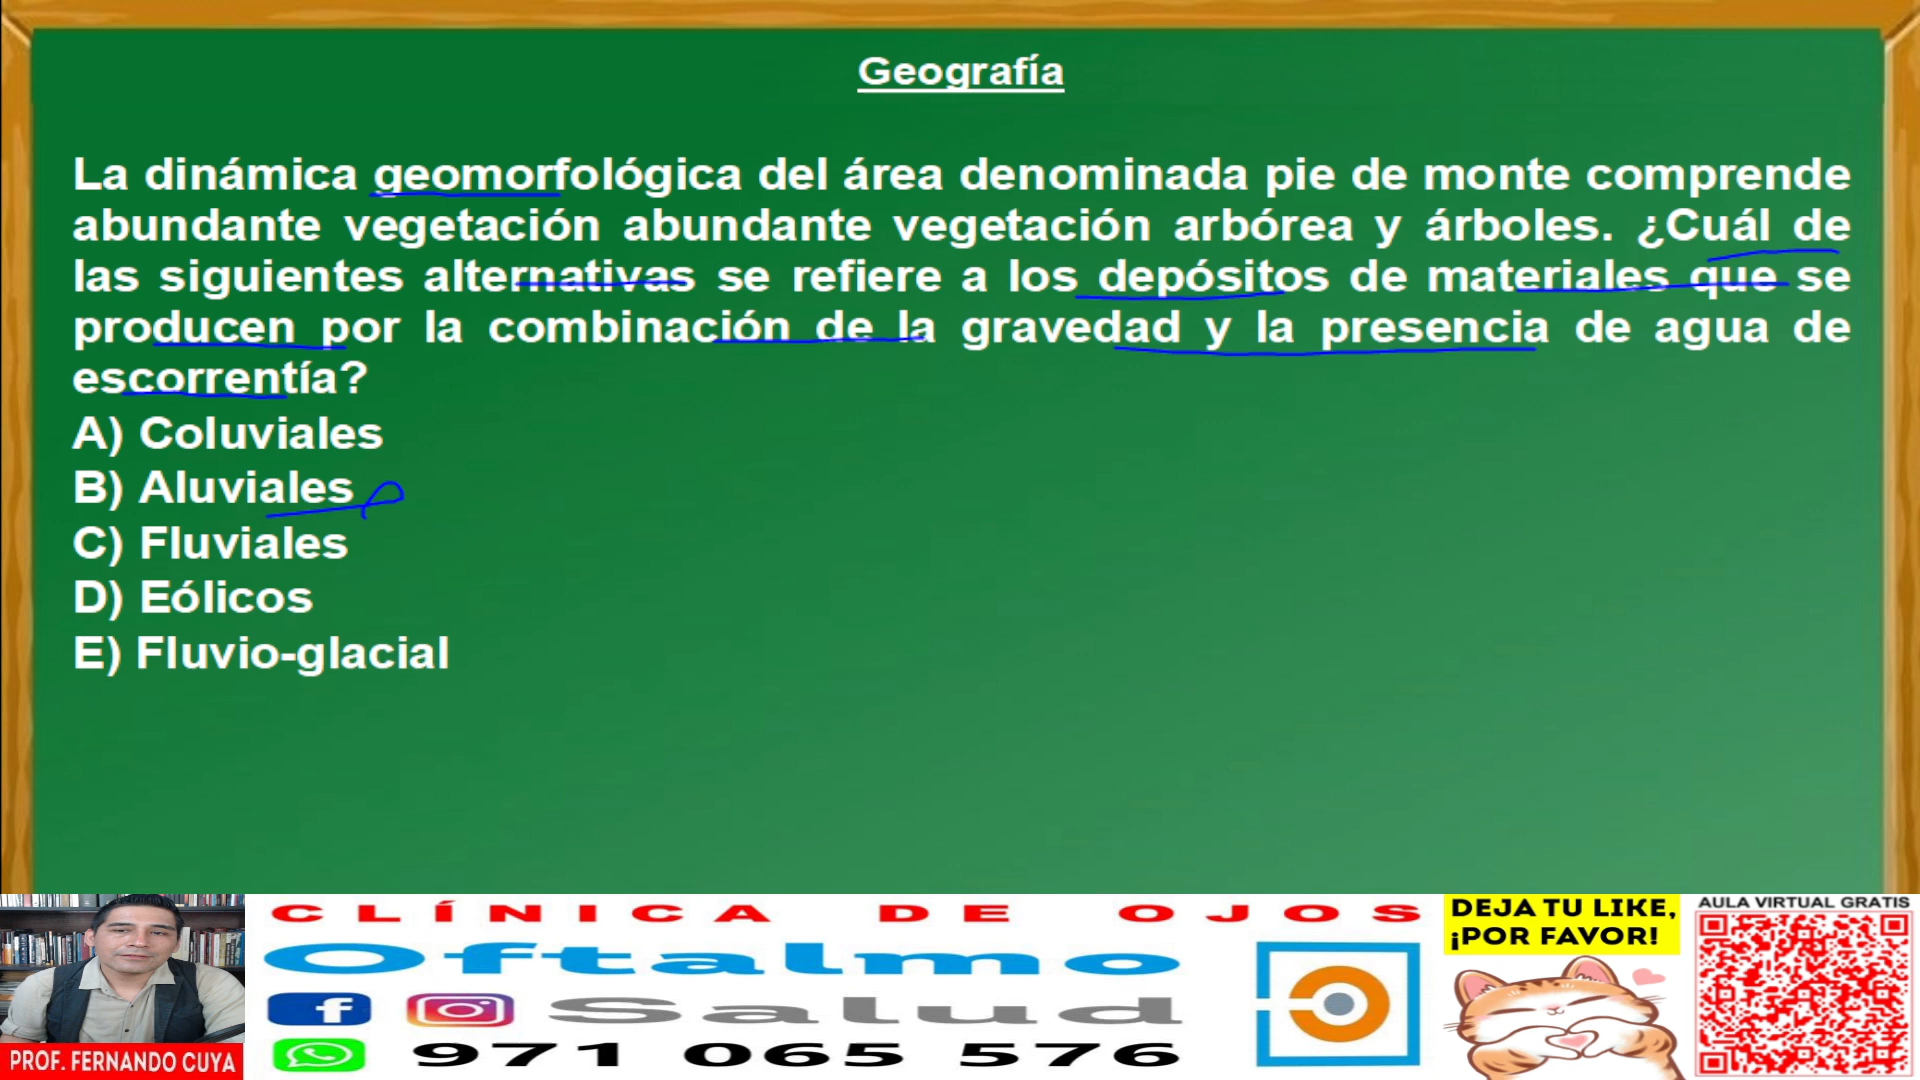 Geografía
La dinámica geomorfológica del área denominada pie de monte comprende
abundante vegetación abundante vegetación arbórea y árboles. ¿Cuál de
las siguientes alternativas se refiere a los depósitos de materiales que se
producen por la combinación de la gravedad y la presencia de agua de
escorrentía?
A) Coluviales
B) Aluviales
C) Fluviales
D) Eólicos
E) Fluvio-glacial
PROF. FERNANDO CUYA
CLÍNICA DE OJOS
Oftalmo
Salud
971 065 576
DEJA TU LIKE,
¡POR FAVOR!
AULA VIRTUAL GRATIS